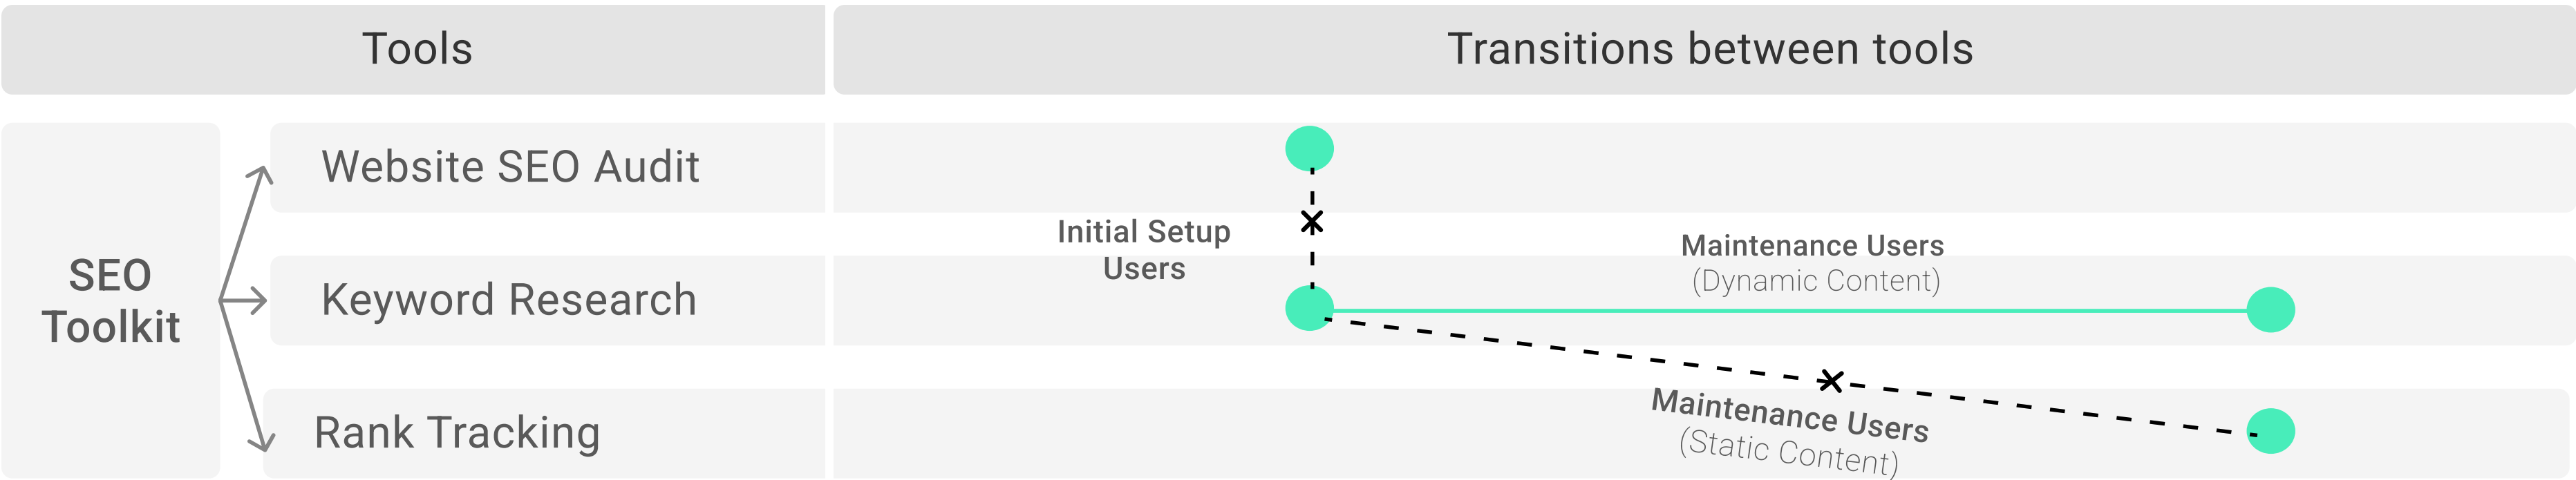 Tools
Transitions between tools
SEO
Toolkit
Website SEO Audit
Keyword Research
Rank Tracking
Initial Setup
Users
Maintenance Users
(Dynamic Content)
Maintenance Users
(Static Content)